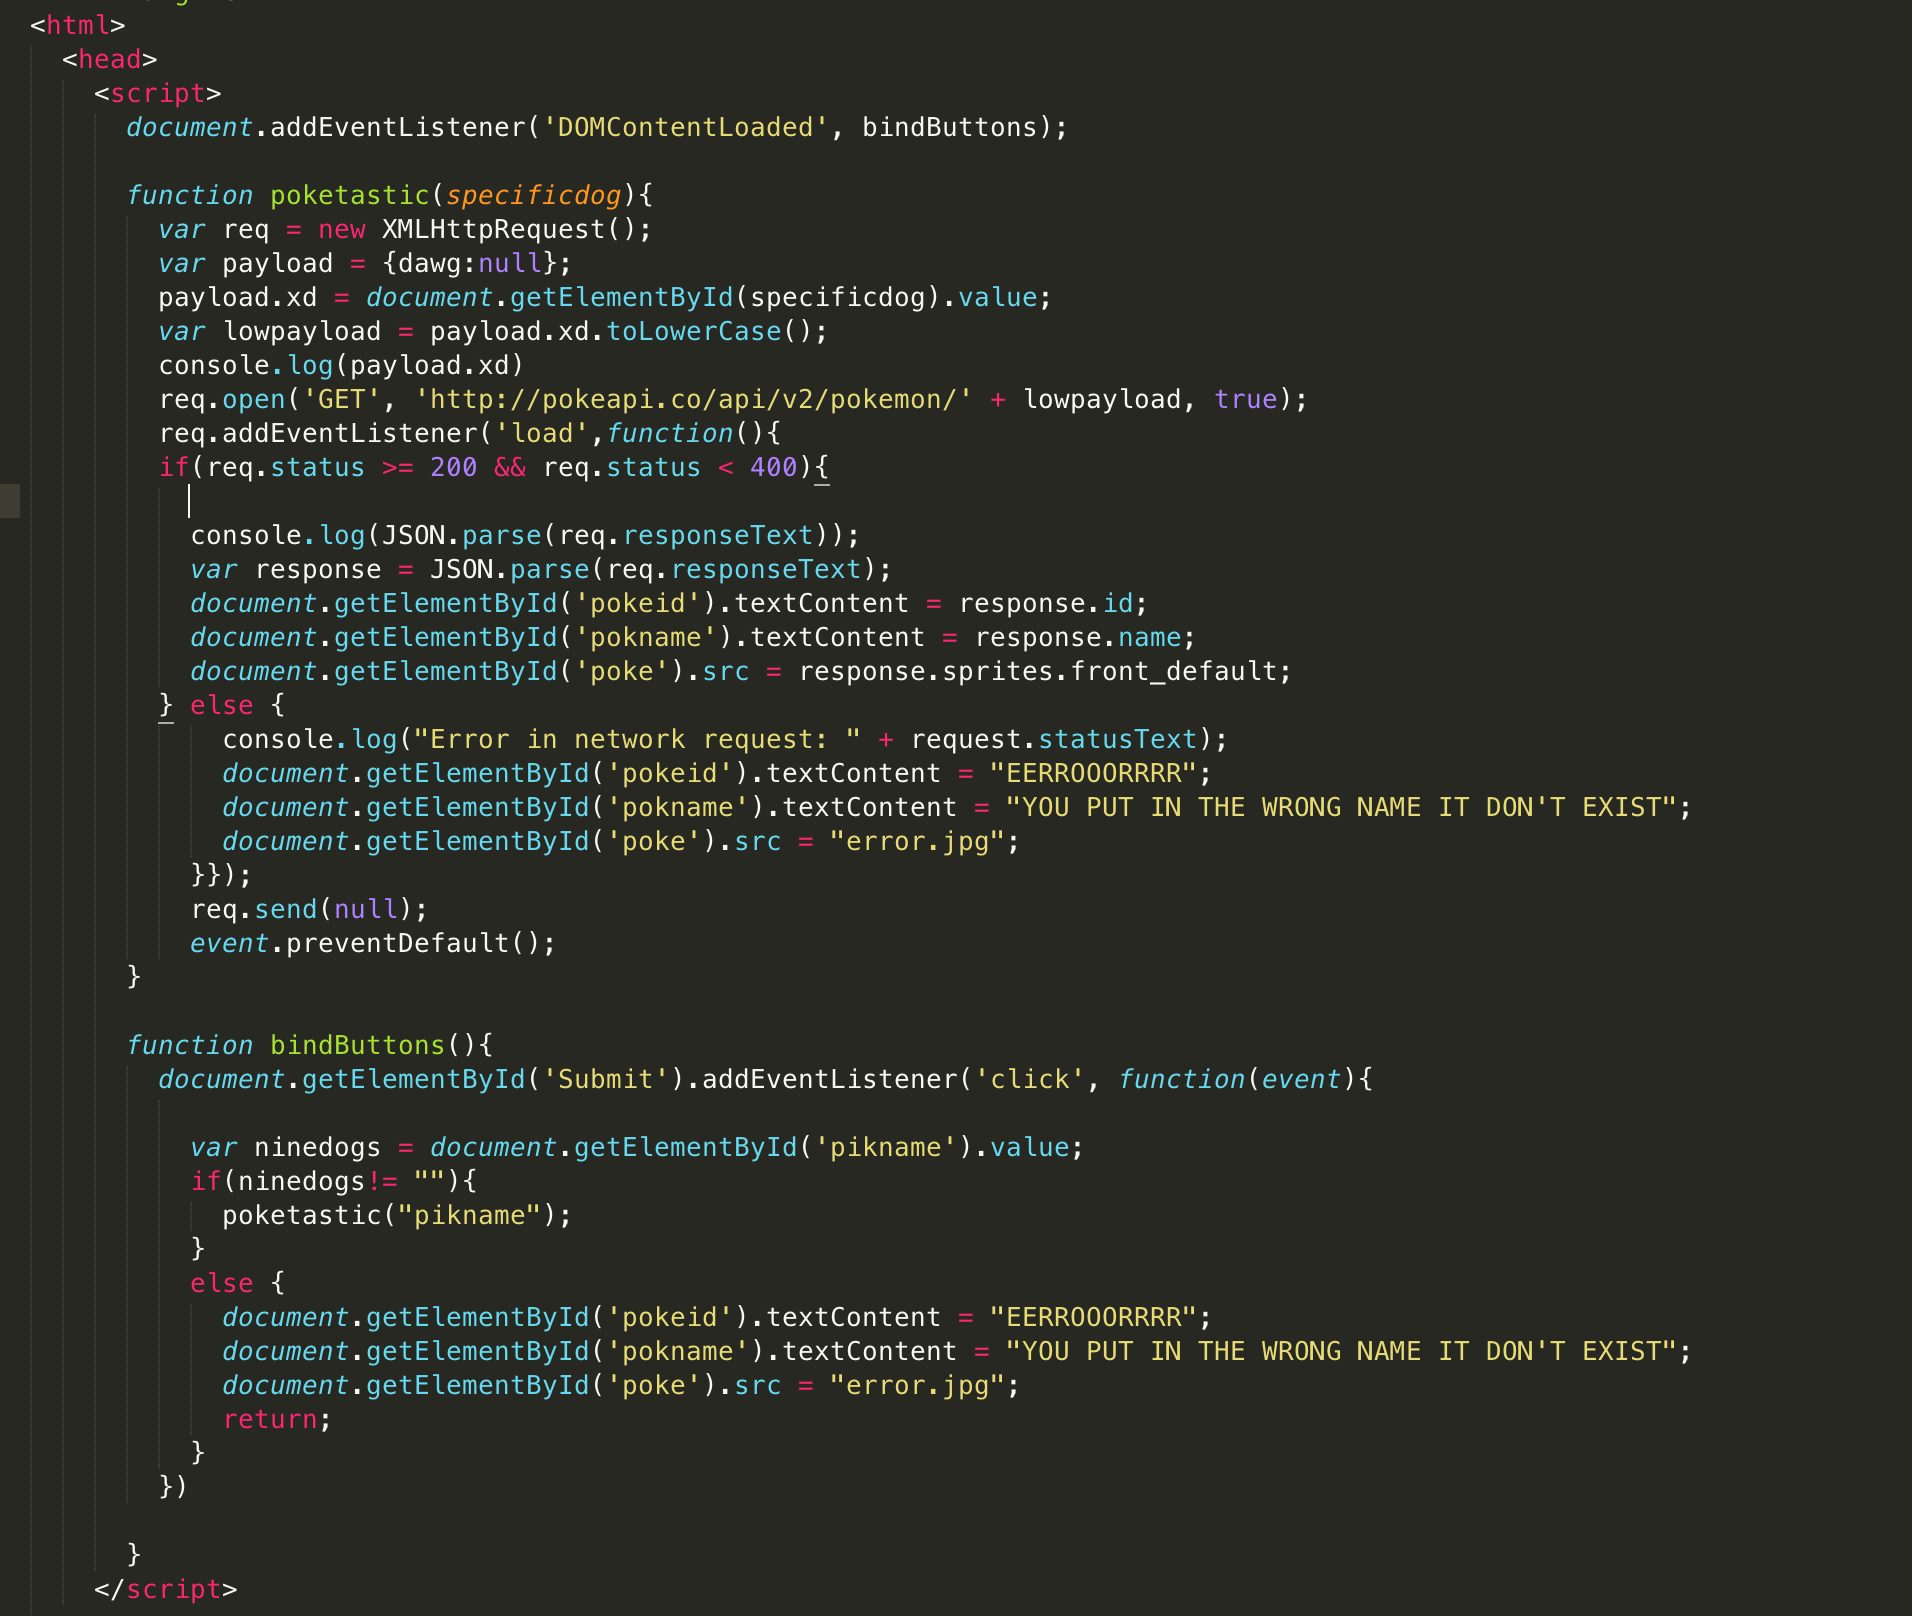 <html>
<head>
<script>
document.addEventListener('DOMContentLoaded', bindButtons);
function poketastic(specificdog){
var req = new XMLHttpRequest();
var payload = {dawg:null};
payload.xd = document.getElementById(specificdog).value;
var lowpayload = payload.xd.toLowerCase();
console.log(payload.xd)
req.open('GET', 'http://pokeapi.co/api/v2/pokemon/' + lowpayload, true);
req.addEventListener('load',function(){
if(req.status >= 200 && req.status < 400){
console.log(JSON.parse(req.responseText));
var response = JSON.parse(req.responseText);
document.getElementById('pokeid').textContent = response.id;
document.getElementById('pokname').textContent = response.name;
document.getElementById('poke').src = response.sprites.front_default;
} else {
console.log("Error in network request: " + request.statusText);
document.getElementById('pokeid').textContent = "EERROOORRRR";
document.getElementById('pokname').textContent = "YOU PUT IN THE WRONG NAME IT DON'T EXIST";
document.getElementById('poke').src = "error.jpg";
}});
req.send(null);
event.preventDefault();
}
function bindButtons(){
document.getElementById('Submit').addEventListener('click', function(event){
var ninedogs = document.getElementById('pikname').value;
if(ninedogs!= ""){
poketastic("pikname");
}
else {
document.getElementById('pokeid').textContent = "EERROOORRRR";
document.getElementById('pokname').textContent = "YOU PUT IN THE WRONG NAME IT DON'T EXIST";
document.getElementById('poke').src = "error.jpg";
return;
}
})
}
</script>